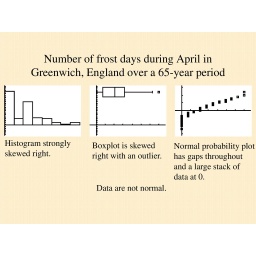 Number of frost days during April in
Greenwich, England over a 65-year period
Histogram strongly
skewed right.
Boxplot is skewed
right with an outlier.
Normal probability plot
has gaps throughout
and a large stack of
data at 0.
Data are not normal.